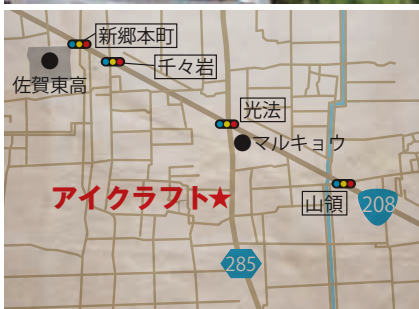 新郷本町
千々岩
佐賀東高
光法
マルキョウ
アイクラフト★
山領
208
285